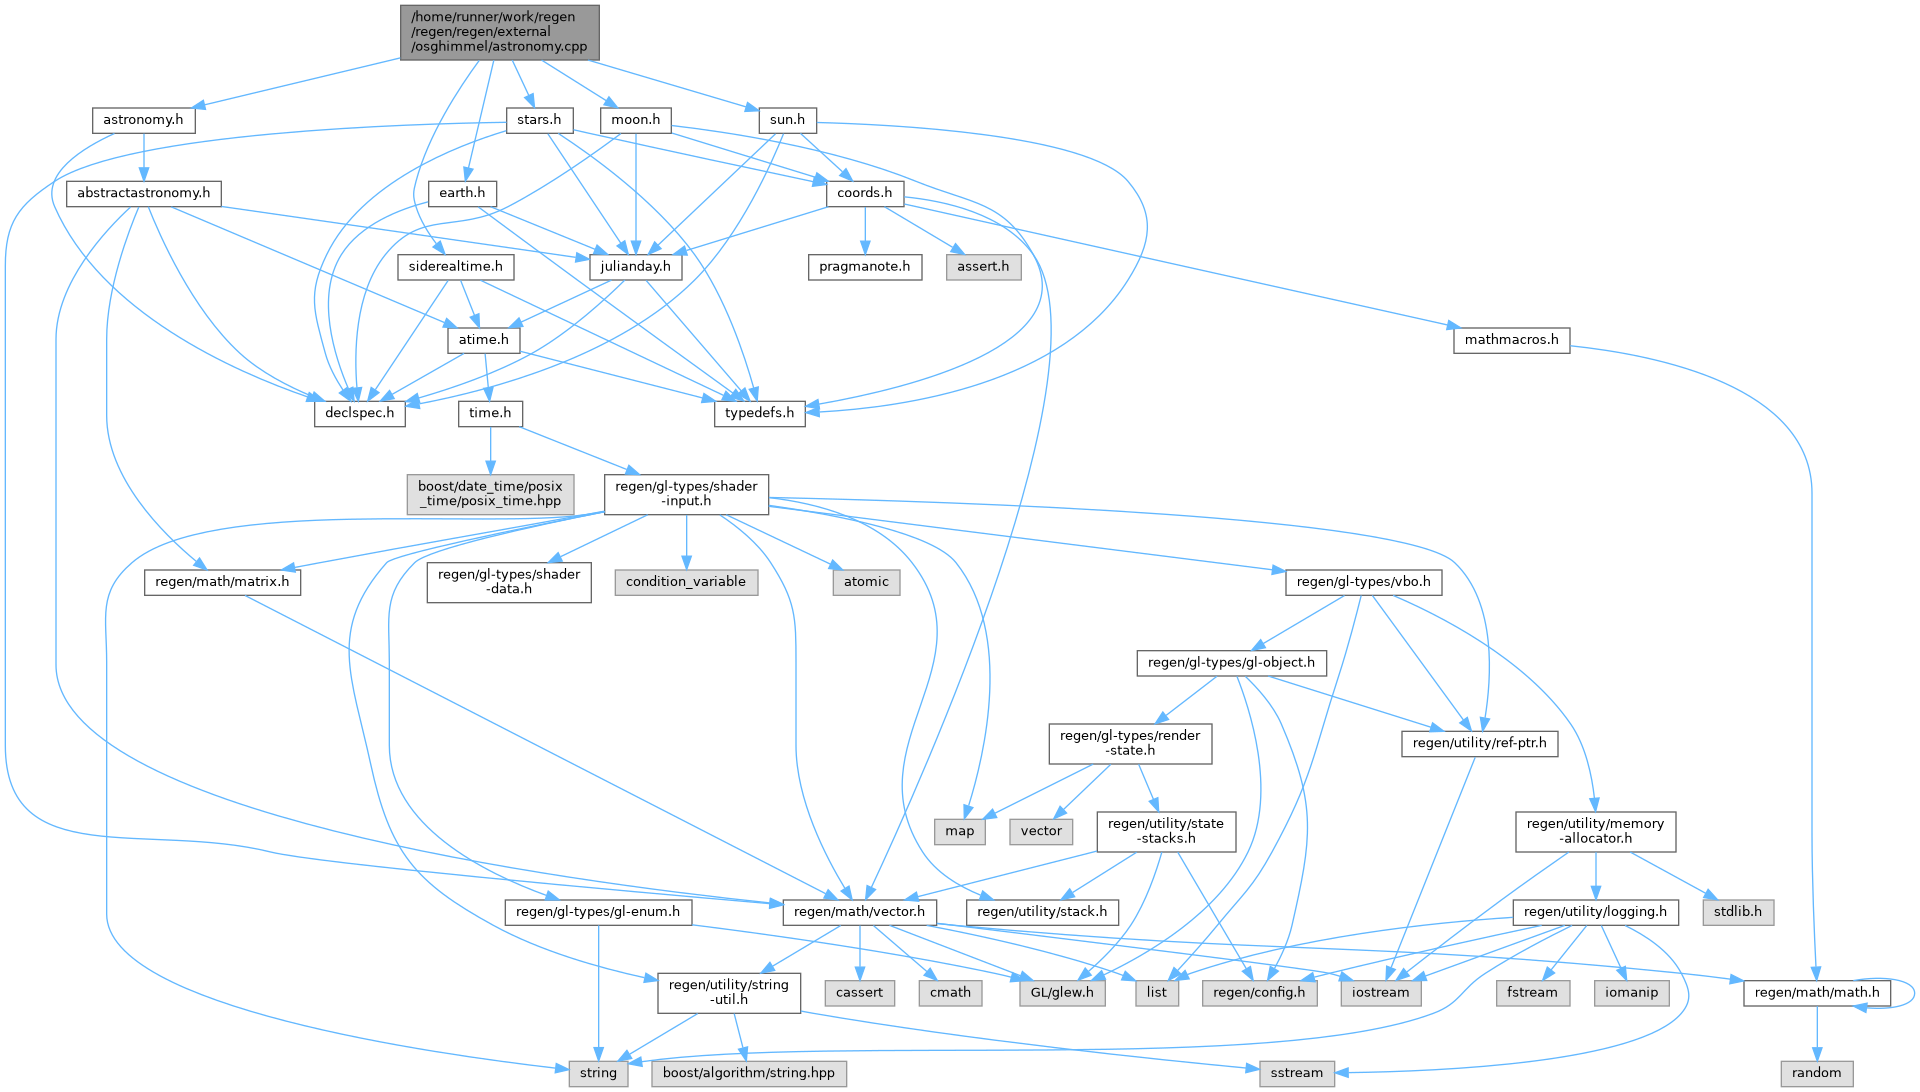 /home/runner/work/regen
/regen/regen/external
/osghimmel/astronomy.cpp
astronomy.h
stars.h
moon.h
sun.h
abstractastronomy.h
earth.h
coords.h
siderealtime.h
julianday.h
pragmanote.h
assert.h
atime.h
mathmacros.h
declspec.h
time.h
typedefs.h
boost/date_time/posix
_time/posix_time.hpp
regen/gl-types/shader
-input.h
regen/math/matrix.h
regen/gl-types/shader
-data.h
condition_variable
atomic
regen/gl-types/vbo.h
regen/gl-types/gl-object.h
regen/gl-types/render
-state.h
regen/utility/ref-ptr.h
map
vector
regen/utility/state
-stacks.h
regen/utility/memory
-allocator.h
regen/gl-types/gl-enum.h
regen/math/vector.h
regen/utility/stack.h
regen/utility/logging.h
stdlib.h
regen/utility/string
-util.h
cassert
cmath
GL/glew.h
list
regen/config.h
iostream
fstream
iomanip
regen/math/math.h
string
boost/algorithm/string.hpp
sstream
random